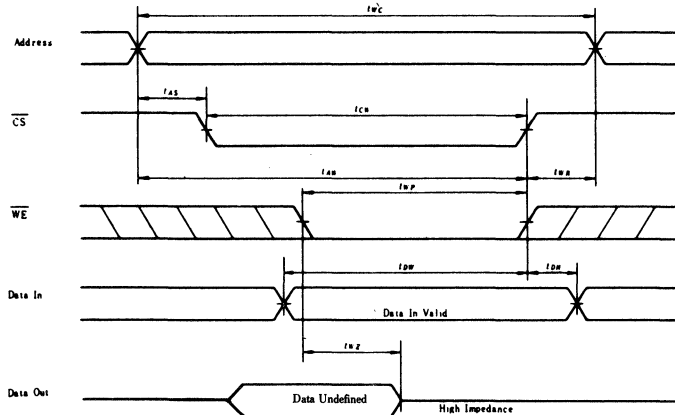 tWC
Address
tAS
tCW
CS
tAW
tWR
tWP
WE
tDW
tDH
Data In
Data In Valid
tWZ
Data Out
Data Undefined
High Impedance